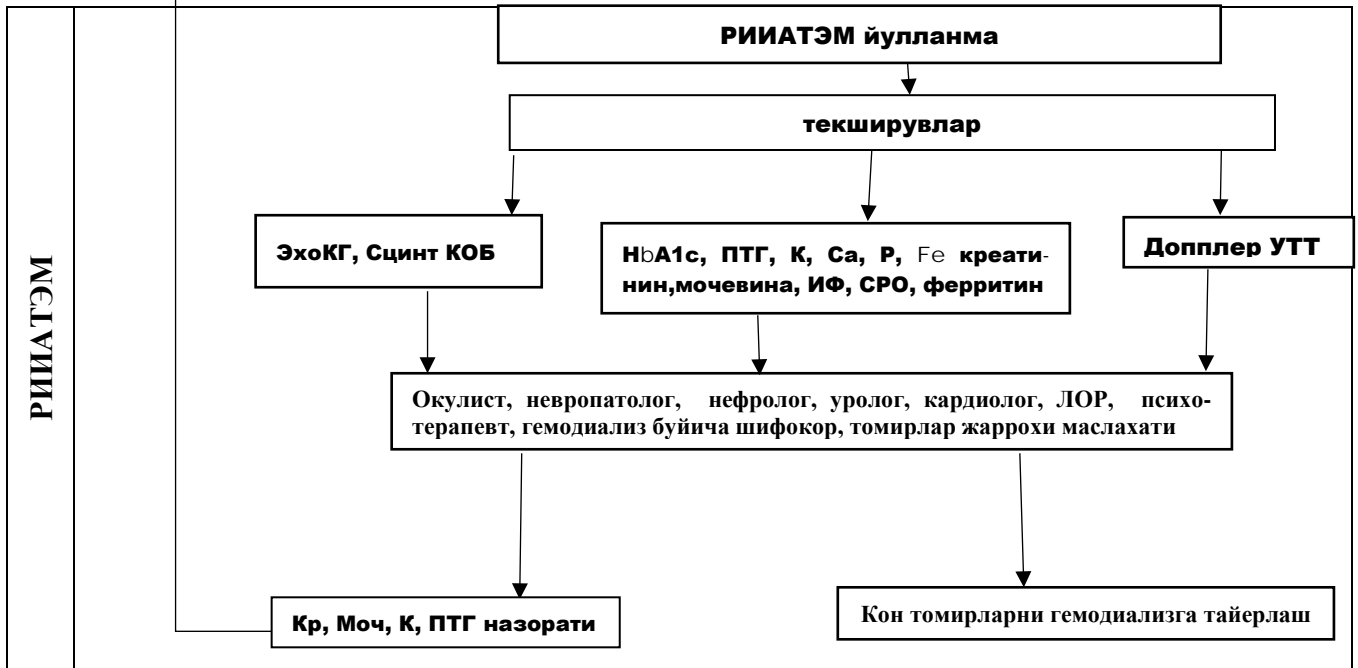 РИИАТЭМ
РИИАТЭМ йулланма
текширувлар
ЭхоКГ, Сцинт КОБ
HbA1c, ПТГ, К, Са, Р, Fe креати-
нин,мочевина, ИФ, СРО, ферритин
Допплер УТТ
Окулист, невропатолог, нефролог, уролог, кардиолог, ЛОР, психо-
терапевт, гемодиализ буйича шифокор, томирлар жаррохи маслахати
Кр, Моч, К, ПТГ назорати
Кон томирларни гемодиализга тайерлаш